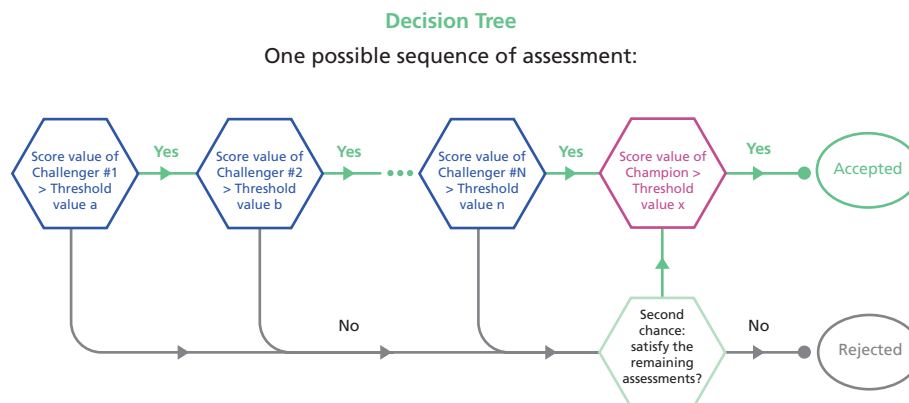 Decision Tree
One possible sequence of assessment:
Score value of
Challenger #1
> Threshold
value a
Yes
Score value of
Challenger #2
> Threshold
value b
Yes
Score value of
Challenger #N
> Threshold
value n
Yes
Score value of
Champion >
Threshold
value x
Yes
Accepted
No
Second
chance:
satisfy the
remaining
assessments?
No
Rejected